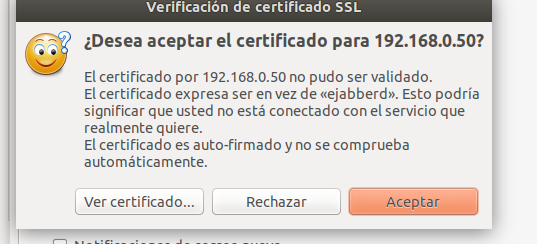 Verificación de certificado SSL
¿Desea aceptar el certificado para 192.168.0.50?
El certificado por 192.168.0.50 no pudo ser validado.
El certificado expresa ser en vez de «ejabberd». Esto podría
significar que usted no está conectado con el servicio que
realmente quiere.
El certificado es auto-firmado y no se comprueba
automáticamente.
Ver certificado... Rechazar Aceptar